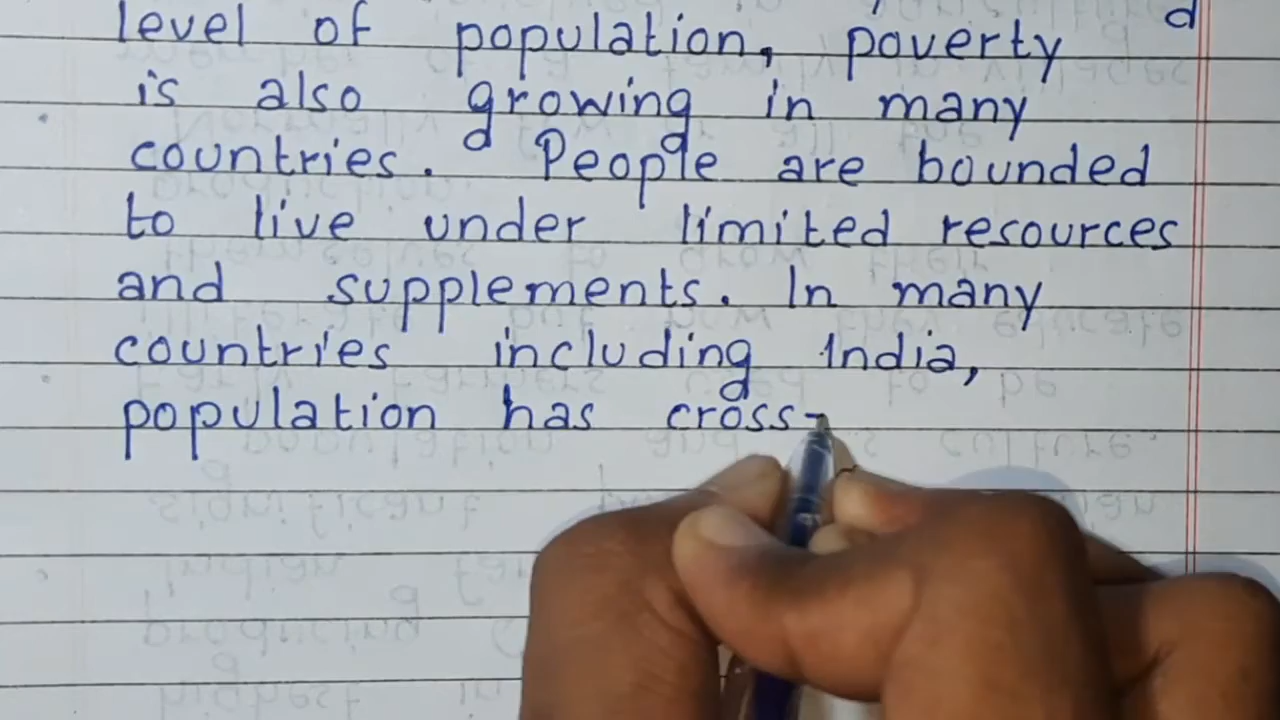 level of population, poverty
is also growing in many
countries. People are bounded
to live under limited resources
and supplements. In many
countries including India,
population has cross